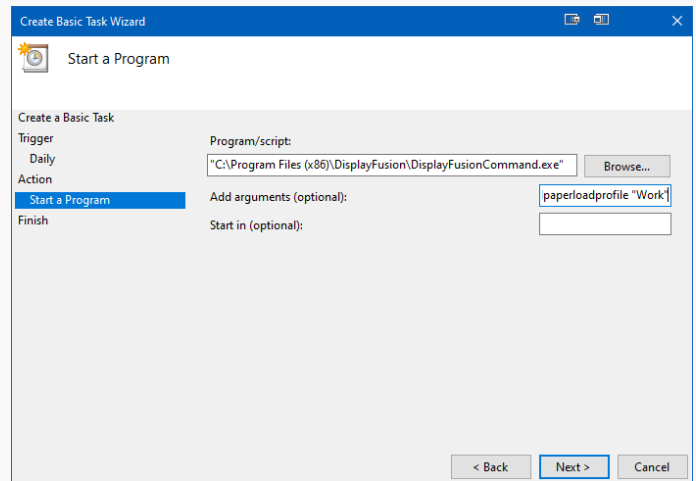 Create Basic Task Wizard
Start a Program
Create a Basic Task
Trigger
Daily
Action
Start a Program
Finish
Program/script:
"C:\Program Files (x86)\DisplayFusion\DisplayFusionCommand.exe"
Browse...
Add arguments (optional):
paperloadprofile "Work"
Start in (optional):
< Back
Next >
Cancel